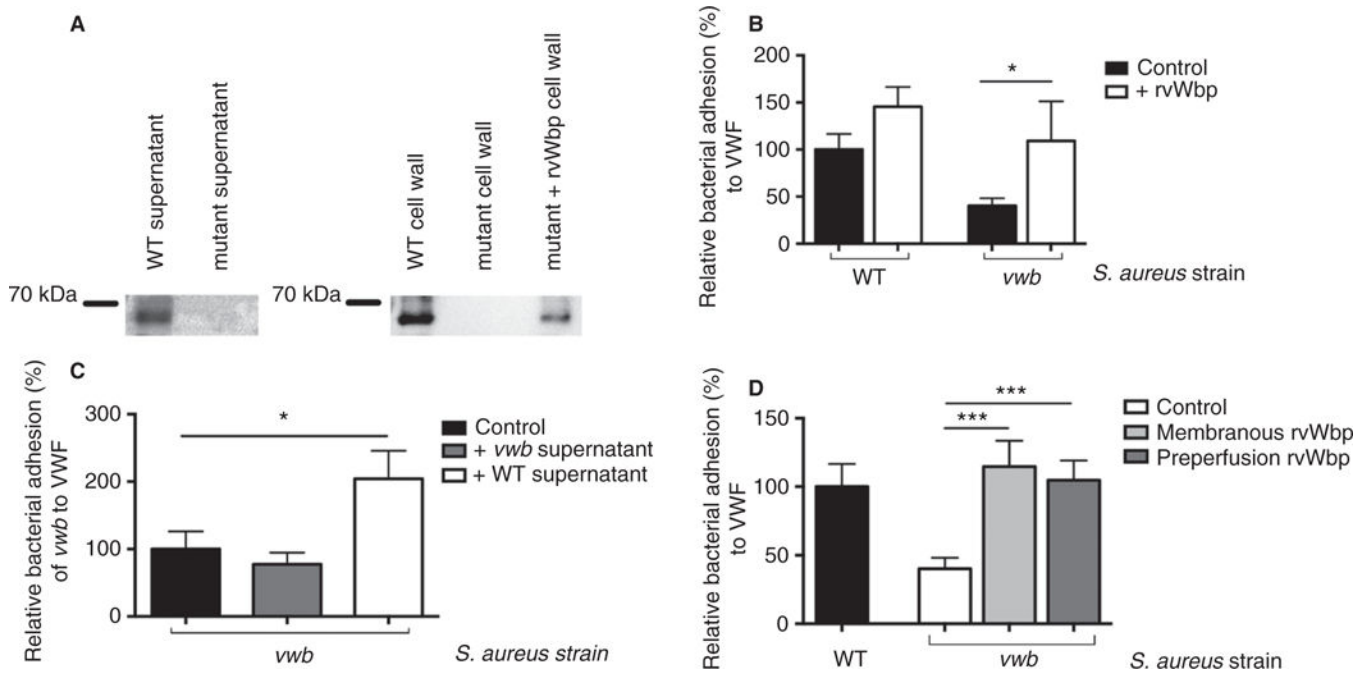 A
WT supernatant
mutant supernatant
WT cell wall
mutant cell wall
mutant + rvWbp cell wall
70 kDa
70 kDa
B
Relative bacterial adhesion (%)
to VWF
200
150
100
50
0
*
Control
+ rvWbp
WT
vwb
S. aureus strain
C
Relative bacterial adhesion (%)
of vwb to VWF
300
200
100
0
*
Control
+ vwb supernatant
+ WT supernatant
vwb
S. aureus strain
D
Relative bacterial adhesion (%)
to VWF
150
100
50
0
***
***
Control
Membranous rvWbp
Preperfusion rvWbp
WT
vwb
S. aureus strain